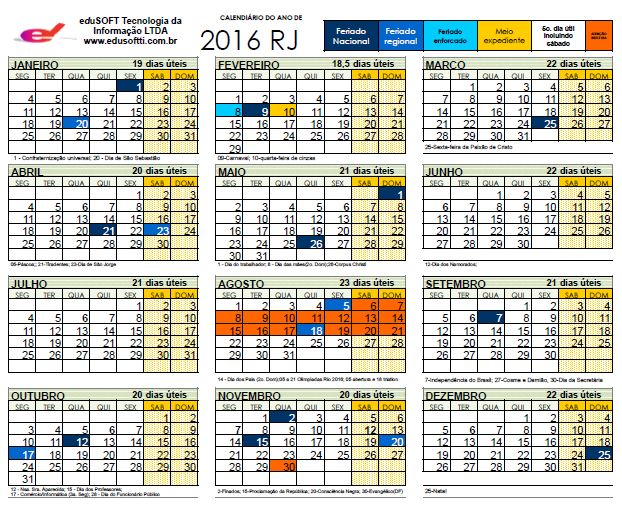 eduSOFT Tecnologia da
Informação LTDA
www.edusoftti.com.br
CALENDÁRIO DO ANO DE
2016 RJ
Feriado
Nacional
Feriado
regional
Feriado
enforcado
Meio
expediente
5o. dia útil
incluindo
sábado
JANEIRO 19 dias úteis
SEG TER QUA QUI SEX SAB DOM
1 2 3
4 5 6 7 8 9 10
11 12 13 14 15 16 17
18 19 20 21 22 23 24
25 26 27 28 29 30 31
1 - Confraternização universal; 20 - Dia de São Sebastião
FEVEREIRO 18,5 dias úteis
SEG TER QUA QUI SEX SAB DOM
1 2 3 4 5 6 7
8 9 10 11 12 13 14
15 16 17 18 19 20 21
22 23 24 25 26 27 28
29
09-Carnaval; 10-quarta-feira de cinzas
MARCO 22 dias úteis
SEG TER QUA QUI SEX SAB DOM
1 2 3 4 5 6
7 8 9 10 11 12 13
14 15 16 17 18 19 20
21 22 23 24 25 26 27
28 29 30 31
25-Sexta-feira da Paixão de Cristo
ABRIL 20 dias úteis
SEG TER QUA QUI SEX SAB DOM
1 2 3
4 5 6 7 8 9 10
11 12 13 14 15 16 17
18 19 20 21 22 23 24
25 26 27 28 29 30
21-Tiradentes; 23-Dia de São Jorge
MAIO 21 dias úteis
SEG TER QUA QUI SEX SAB DOM
1
2 3 4 5 6 7 8
9 10 11 12 13 14 15
16 17 18 19 20 21 22
23 24 25 26 27 28 29
30 31
1 - Dia do trabalhador; 8 - Dia das mães(2o. Dom);26-Corpus Christi
JUNHO 22 dias úteis
SEG TER QUA QUI SEX SAB DOM
1 2 3 4 5
6 7 8 9 10 11 12
13 14 15 16 17 18 19
20 21 22 23 24 25 26
27 28 29 30
12-Dia dos Namorados;
JULHO 21 dias úteis
SEG TER QUA QUI SEX SAB DOM
1 2 3
4 5 6 7 8 9 10
11 12 13 14 15 16 17
18 19 20 21 22 23 24
25 26 27 28 29 30 31
AGOSTO 23 dias úteis
SEG TER QUA QUI SEX SAB DOM
1 2 3 4 5 6 7
8 9 10 11 12 13 14
15 16 17 18 19 20 21
22 23 24 25 26 27 28
29 30 31
14 - Dia dos Pais (2o. Dom);05 a 21 Olimpíadas Rio 2016; 05 abertura e 18 triatlon
SETEMBRO 21 dias úteis
SEG TER QUA QUI SEX SAB DOM
1 2 3 4
5 6 7 8 9 10 11
12 13 14 15 16 17 18
19 20 21 22 23 24 25
26 27 28 29 30
7-Independência do Brasil; 27-Cosme e Damião, 30-Dia da Secretária
OUTUBRO 20 dias úteis
SEG TER QUA QUI SEX SAB DOM
1 2
3 4 5 6 7 8 9
10 11 12 13 14 15 16
17 18 19 20 21 22 23
24 25 26 27 28 29 30
31
12 - Nsa. Sra. Aparecida; 15 - Dia dos Professores;
17 - Comércio/Informática (3a. Seg); 28 - Dia do Funcionário Público
NOVEMBRO 20 dias úteis
SEG TER QUA QUI SEX SAB DOM
1 2 3 4 5 6
7 8 9 10 11 12 13
14 15 16 17 18 19 20
21 22 23 24 25 26 27
28 29 30
2-Finados; 15-Proclamação da República; 20-Consciência Negra; 30-Evangélico(DF)
DEZEMBRO 22 dias úteis
SEG TER QUA QUI SEX SAB DOM
1 2 3 4
5 6 7 8 9 10 11
12 13 14 15 16 17 18
19 20 21 22 23 24 25
26 27 28 29 30 31
25-Natal